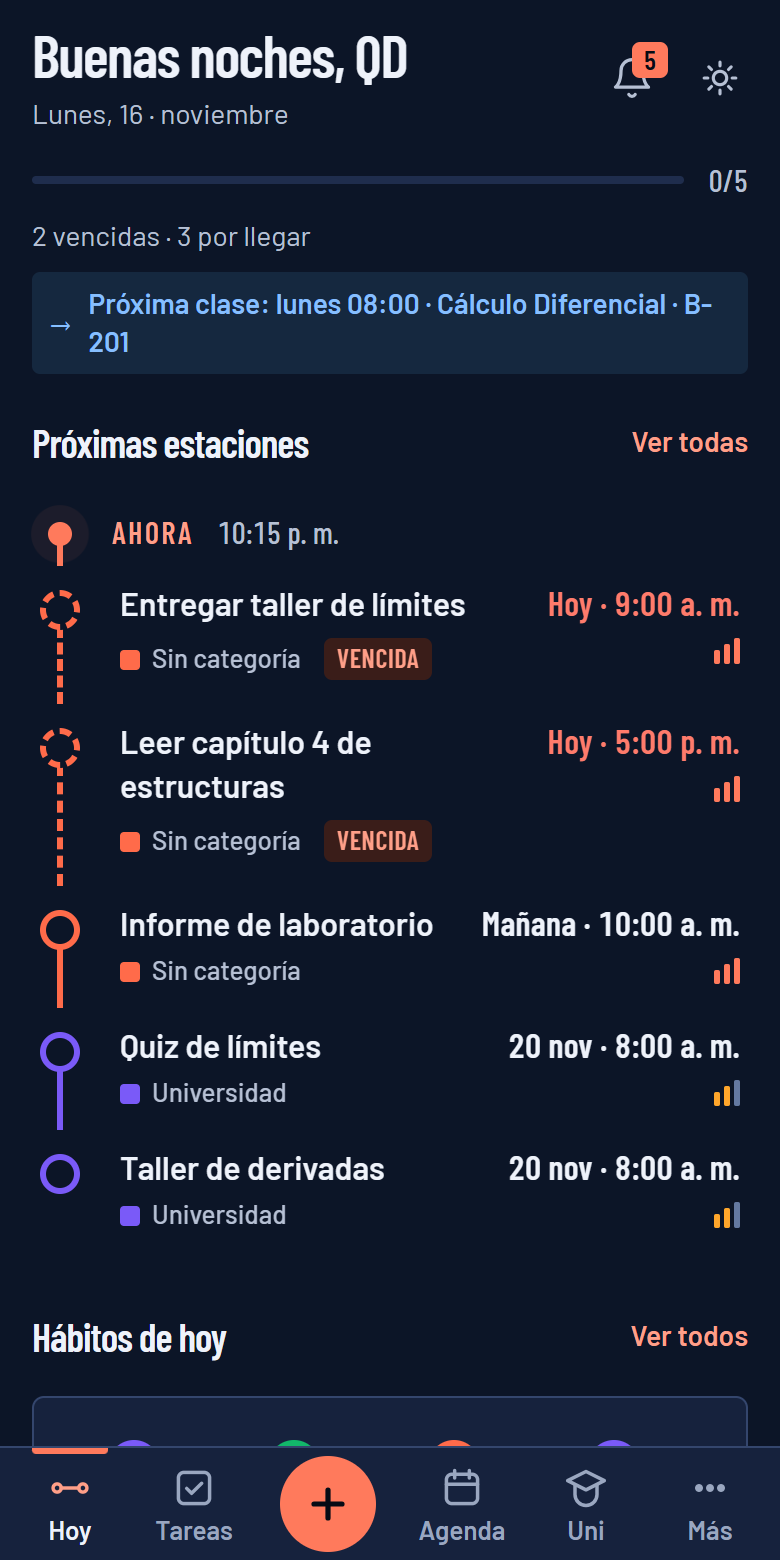 Buenas noches, QD
5
Lunes, 16 · noviembre
0/5
2 vencidas · 3 por llegar
→ Próxima clase: lunes 08:00 · Cálculo Diferencial · B-
201
Próximas estaciones
Ver todas
AHORA 10:15 p. m.
Entregar taller de límites
Hoy · 9:00 a. m.
Sin categoría
VENCIDA
Leer capítulo 4 de
estructuras
Hoy · 5:00 p. m.
Sin categoría
VENCIDA
Informe de laboratorio
Mañana · 10:00 a. m.
Sin categoría
Quiz de límites
20 nov · 8:00 a. m.
Universidad
Taller de derivadas
20 nov · 8:00 a. m.
Universidad
Hábitos de hoy
Ver todos
Hoy
Tareas
Agenda
Uni
Más